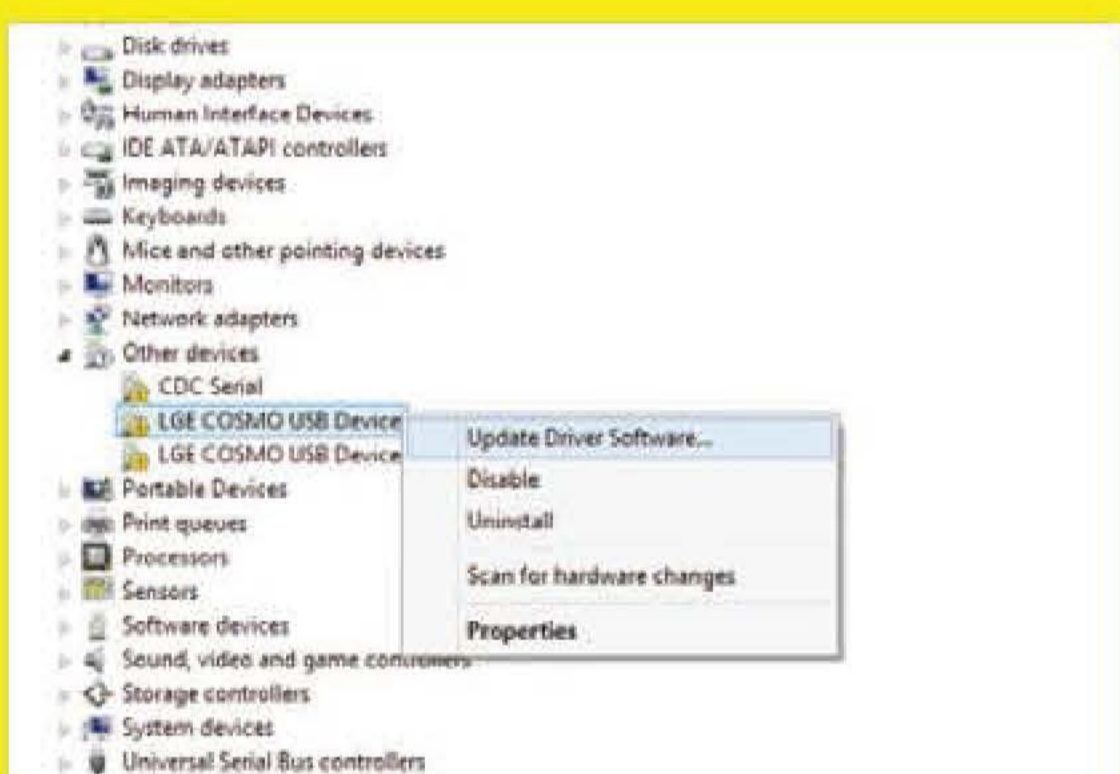 Disk drives
Display adapters
Human Interface Devices
IDE ATA/ATAPI controllers
Imaging devices
Keyboards
Mice and other pointing devices
Monitors
Network adapters
Other devices
CDC Serial
LGE COSMO USB Device
LGE COSMO USB Device
Portable Devices
Print queues
Processors
Sensors
Software devices
Sound, video and game controllers
Storage controllers
System devices
Universal Serial Bus controllers
Update Driver Software...
Disable
Uninstall
Scan for hardware changes
Properties